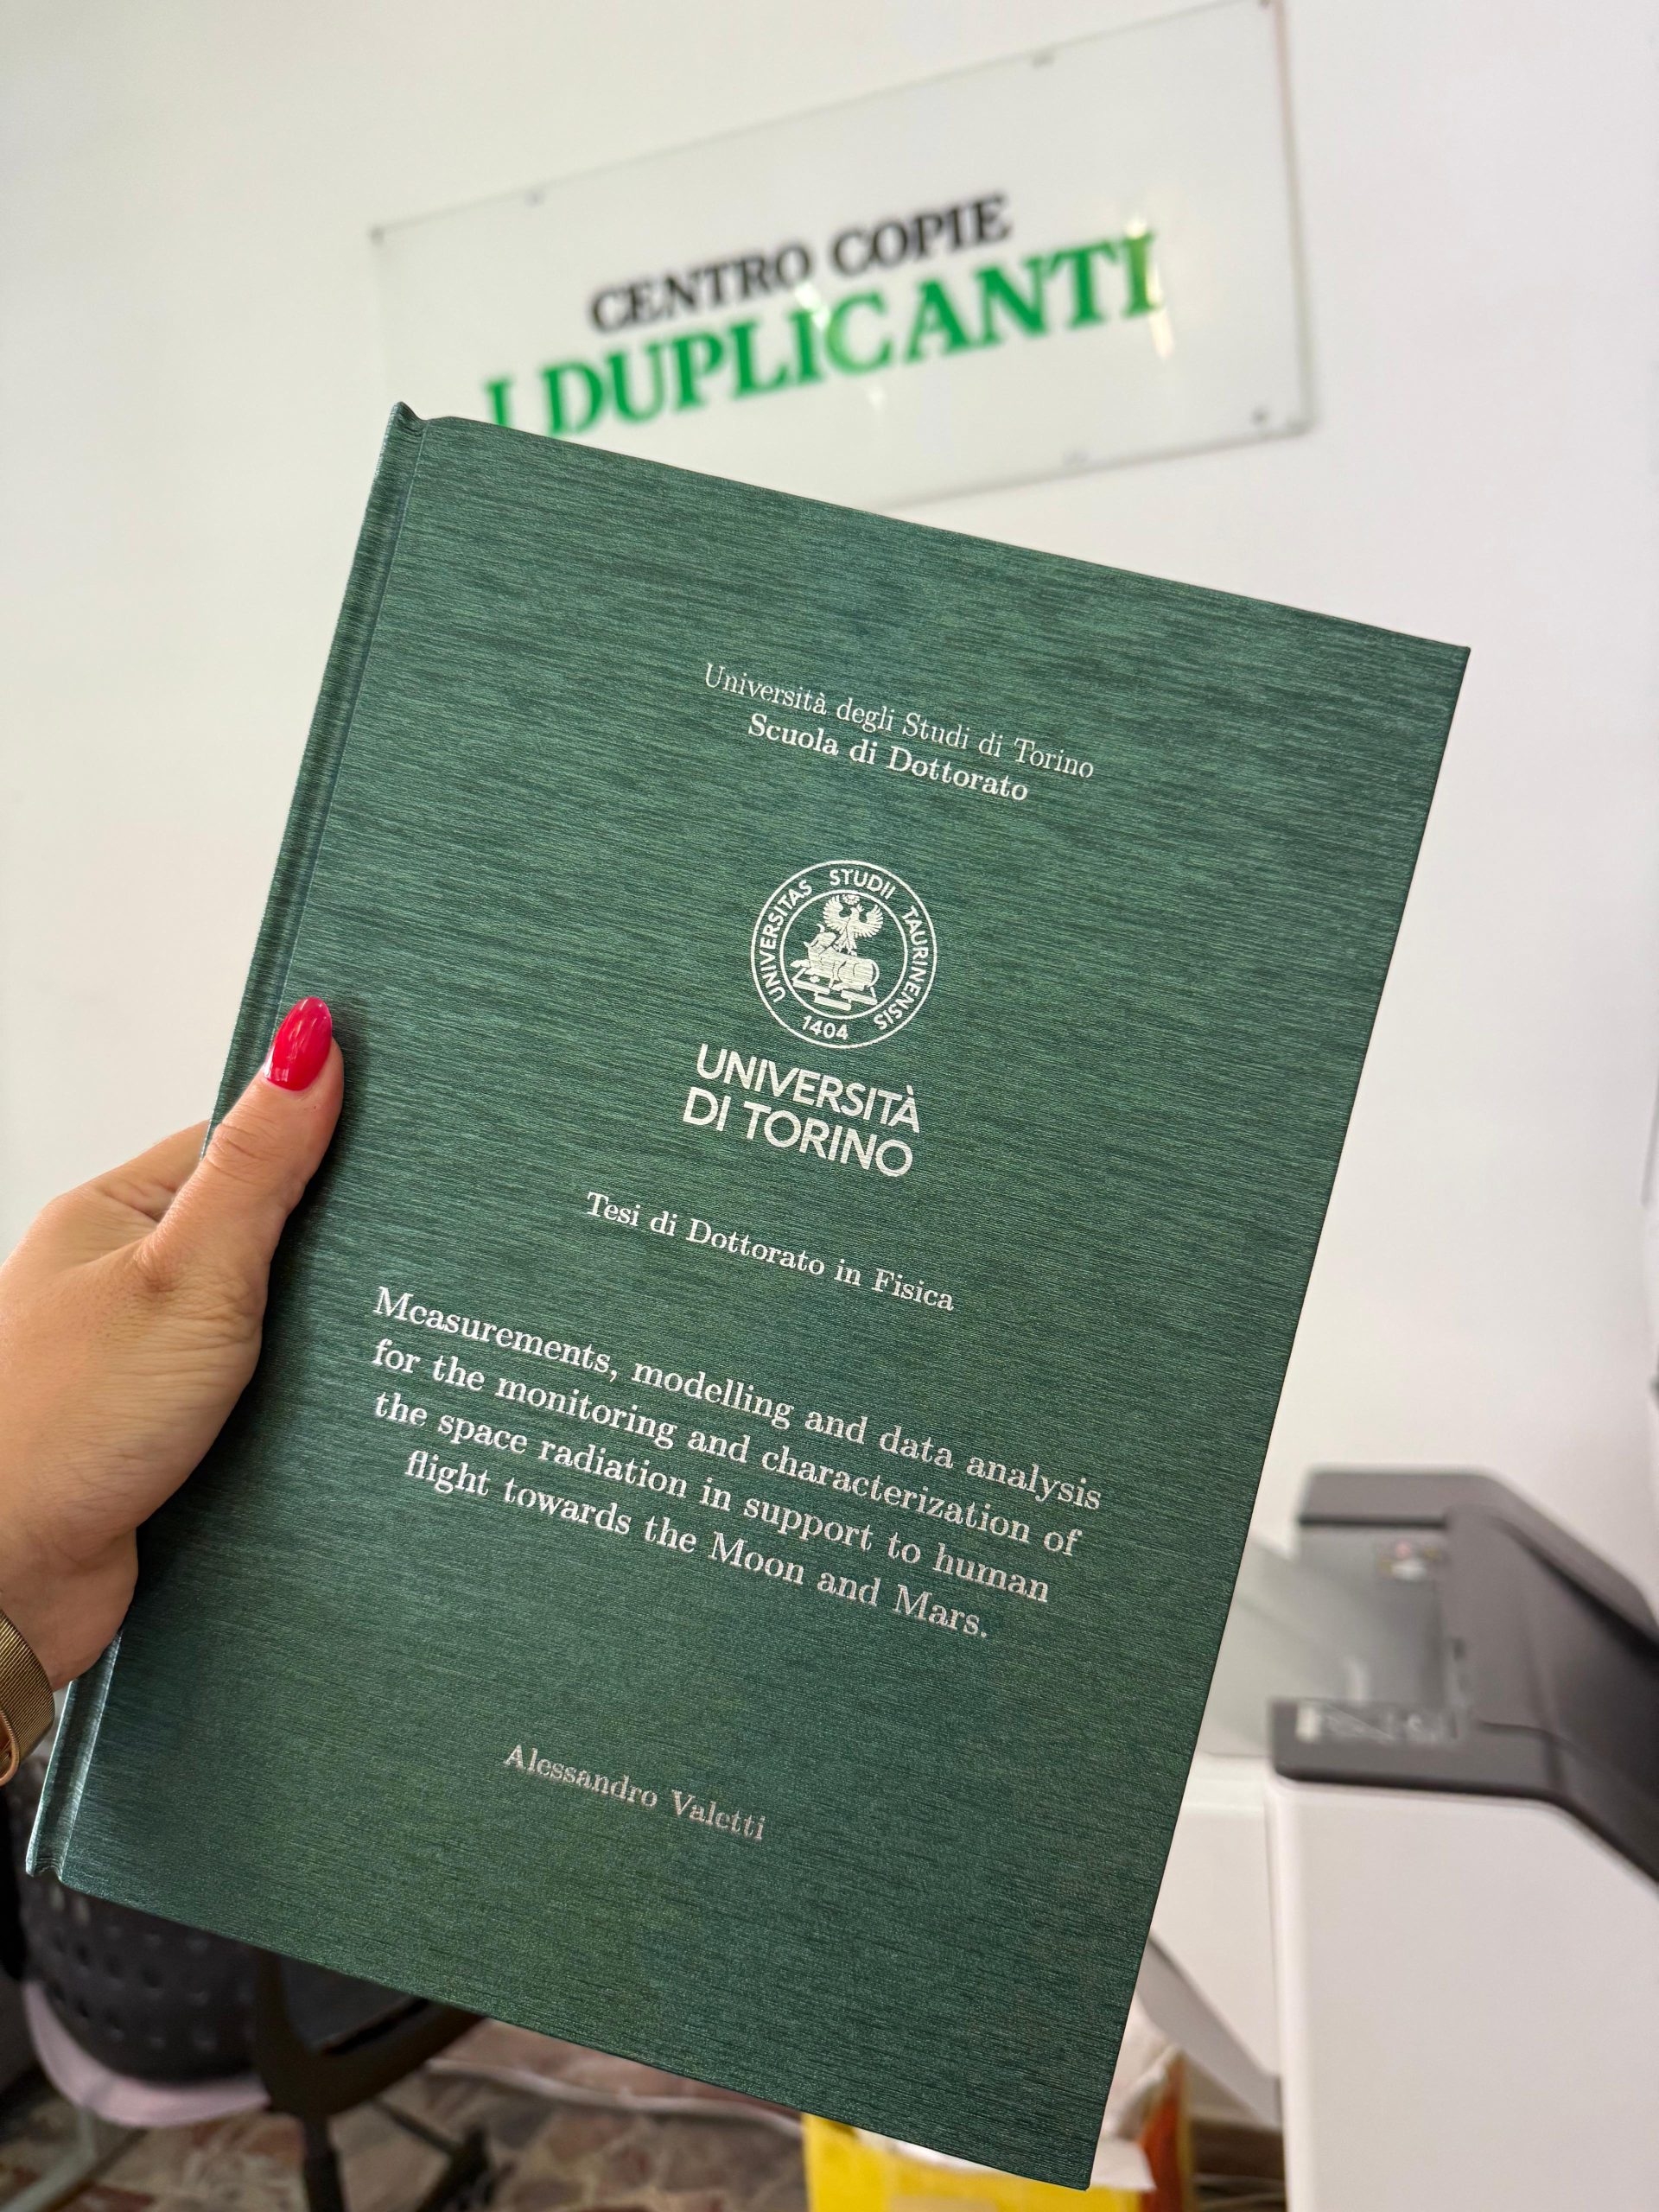 CENTRO COPIE
I DUPLICANTI
Università degli Studi di Torino
Scuola di Dottorato
UNIVERSITAS STUDII TAURINENSIS
1404
UNIVERSITÀ
DI TORINO
Tesi di Dottorato in Fisica
Measurements, modelling and data analysis
for the monitoring and characterization of
the space radiation in support to human
flight towards the Moon and Mars.
Alessandro Valetti